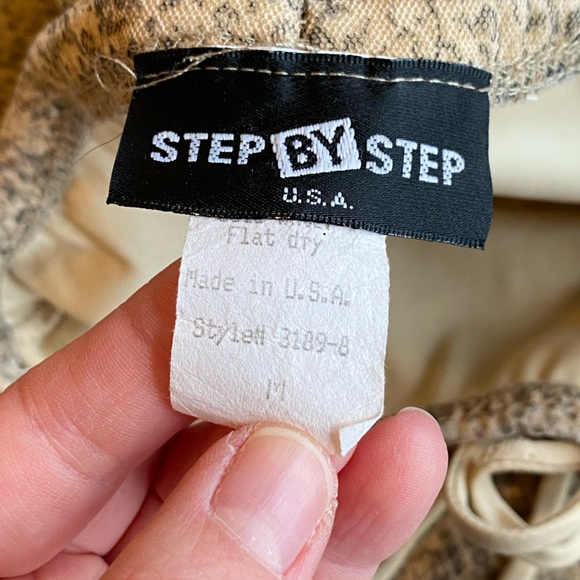 STEP BY STEP
U.S.A.
Flat dry
Made in U.S.A.
Style# 3189-8
M